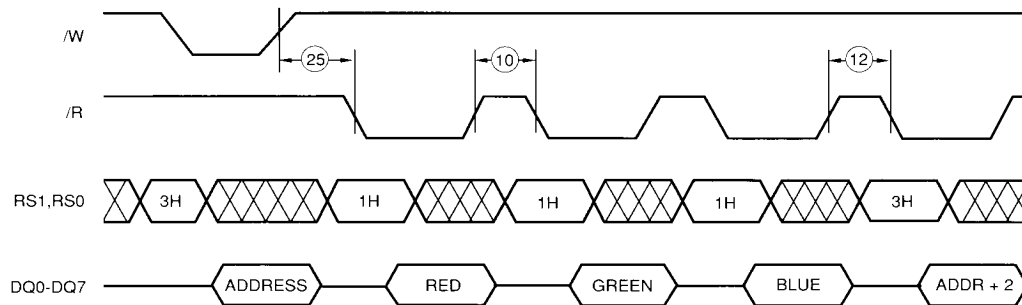 /W
25 10 12
/R
RS1,RS0 3H 1H 1H 1H 3H
DQ0-DQ7 ADDRESS RED GREEN BLUE ADDR + 2